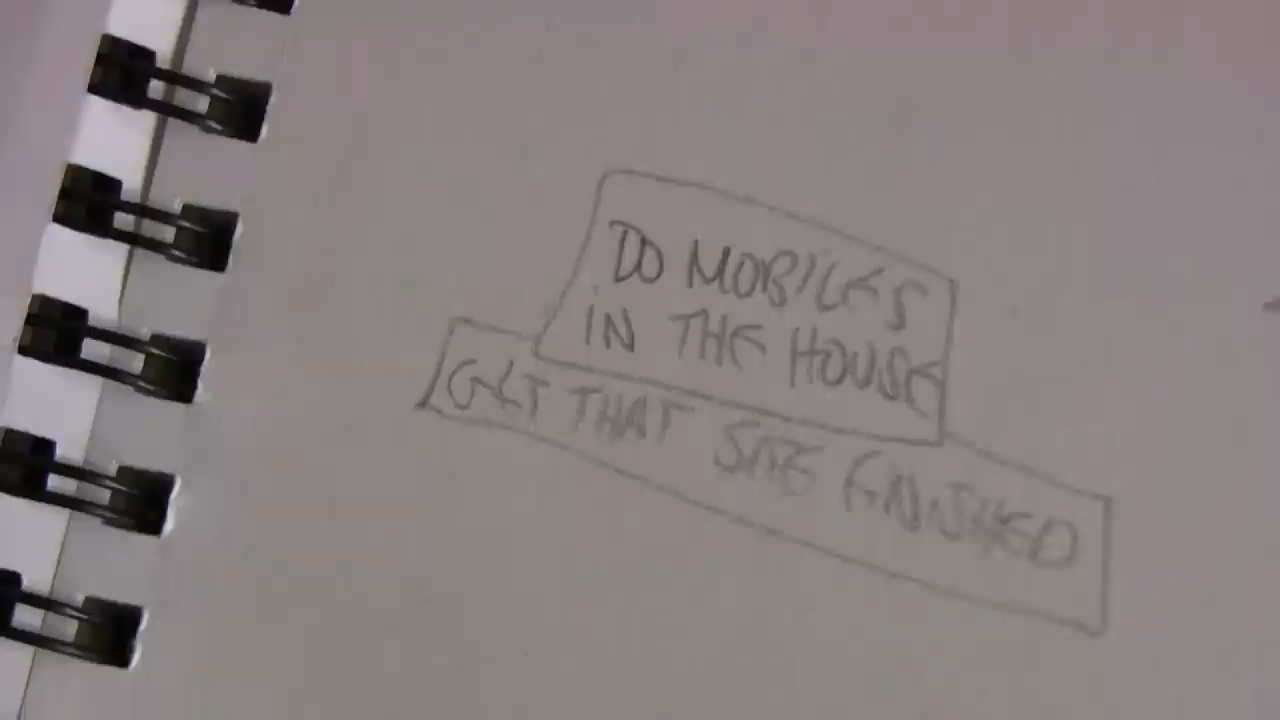 DO MOBILES
IN THE HOUSE
GET THAT SITE FINISHED